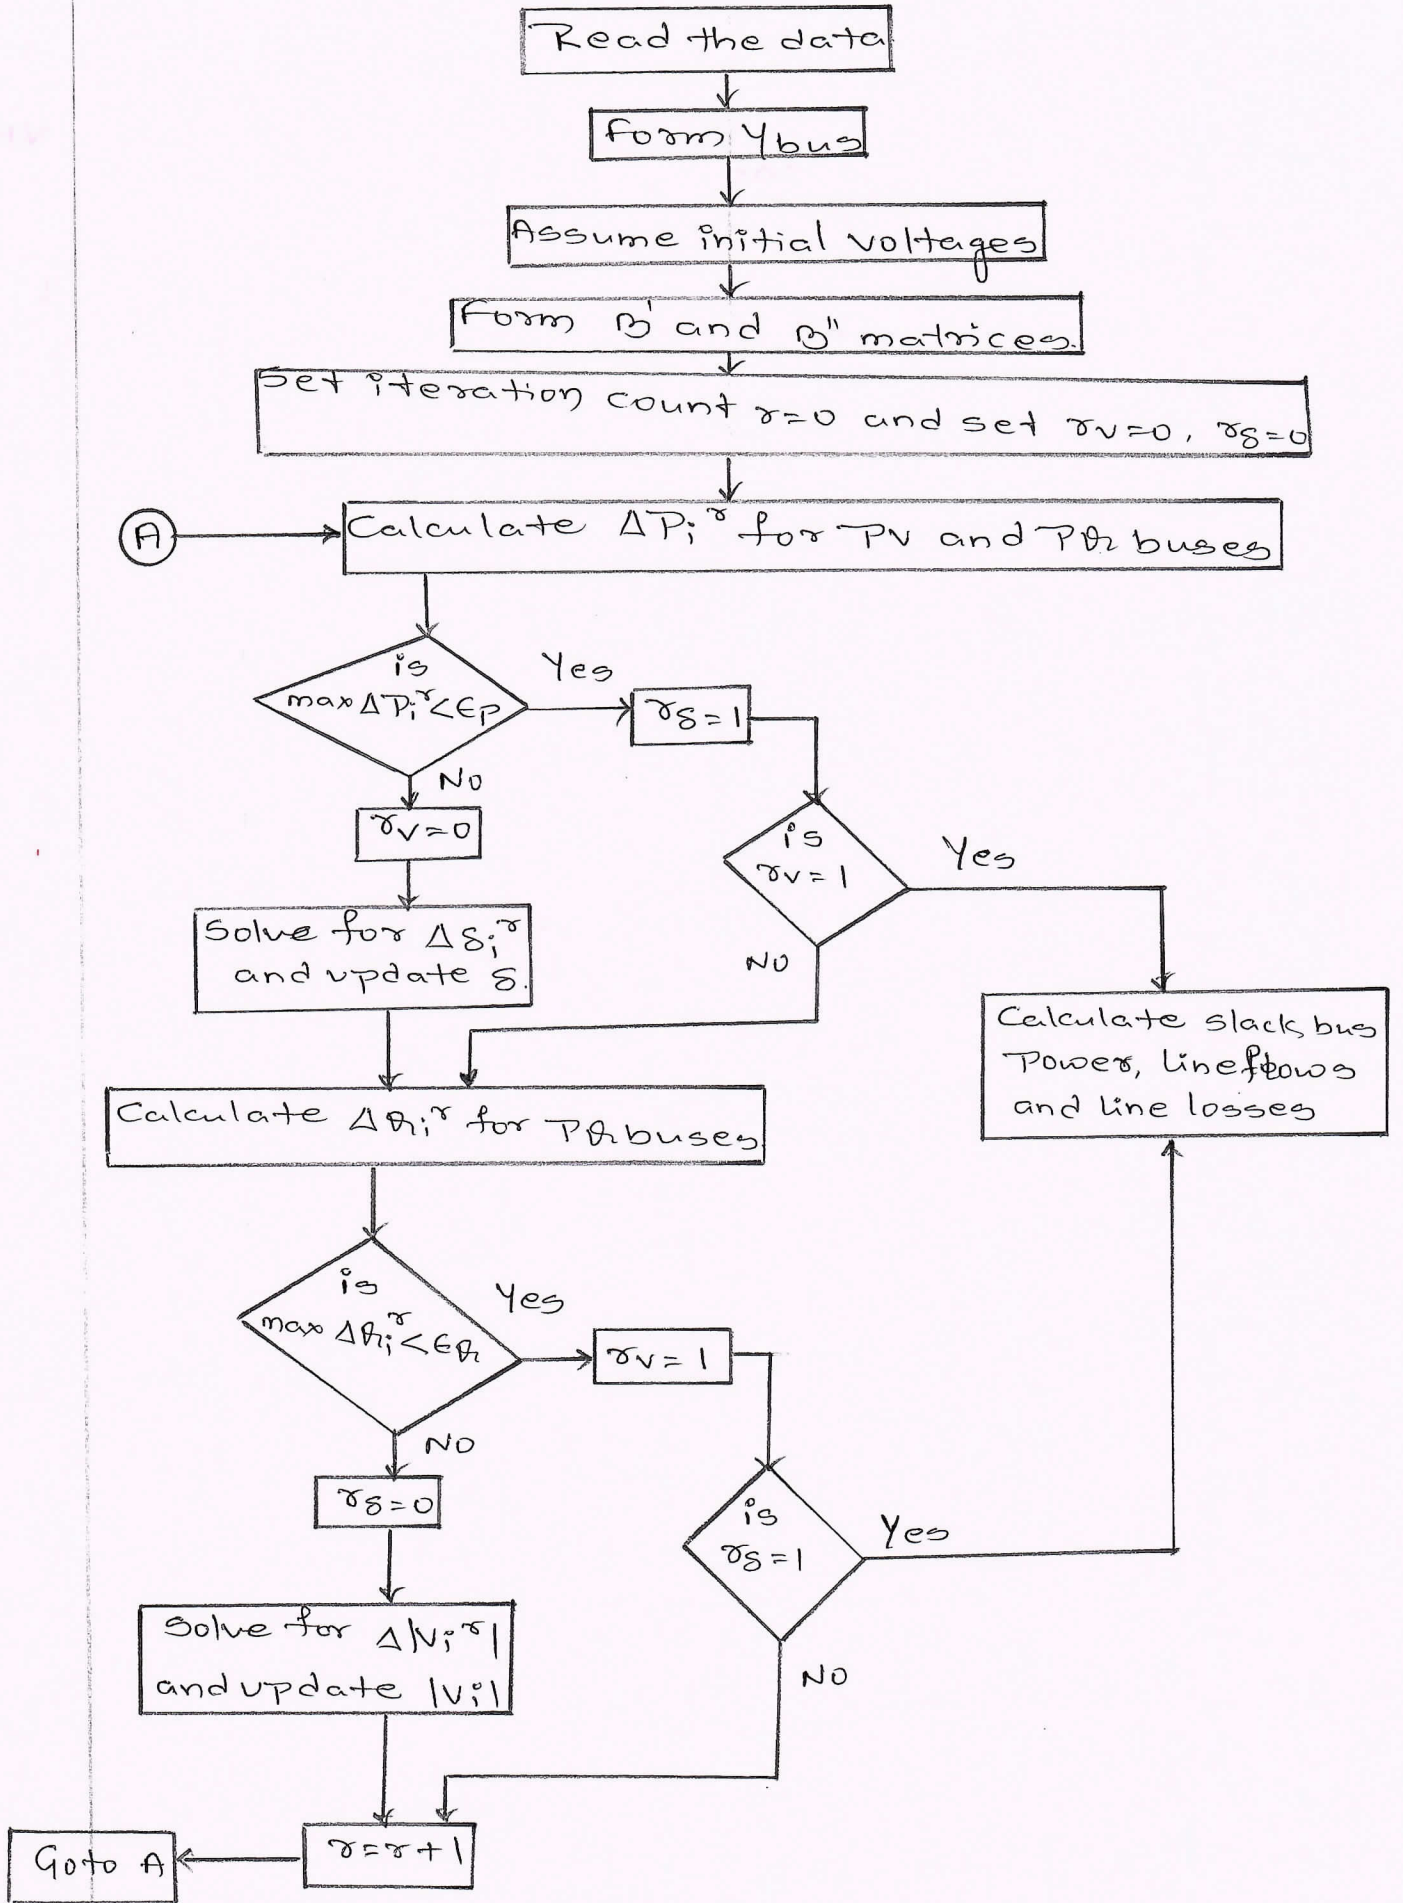 Read the data
Form Ybus
Assume initial voltages
Form B' and B" matrices.
Set iteration count r=0 and set rv=0, rδ=0
A
Calculate ΔPi^r for PV and PQ buses
is
max ΔPi^r<εp
Yes
rδ=1
NO
rv=0
is
rv=1
Yes
NO
Solve for Δδi^r
and update δ.
Calculate slack bus
Power, line flows
and line losses
Calculate ΔQi^r for PQ buses
is
max ΔQi^r<εQ
Yes
rv=1
NO
rδ=0
is
rδ=1
Yes
NO
Solve for Δ|Vi^r|
and update |Vi|
r=r+1
Goto A